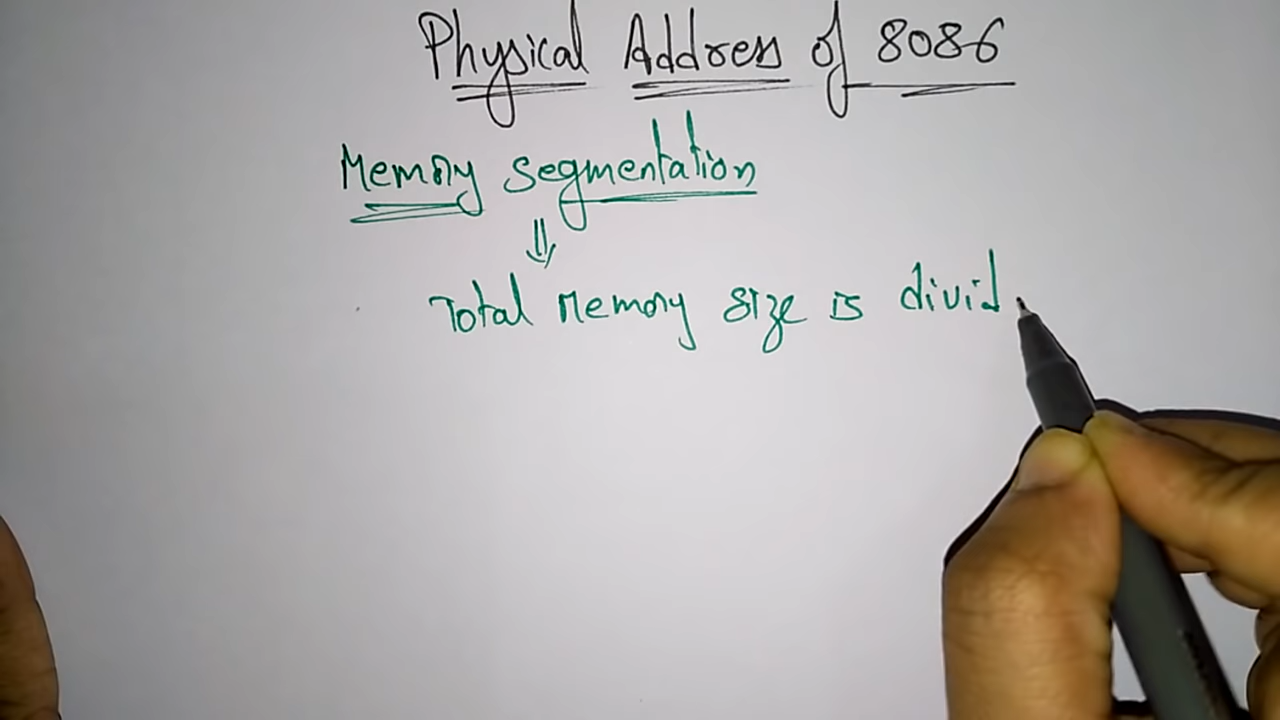 Physical Address of 8086
Memory segmentation
⇓
Total Memory size is divid